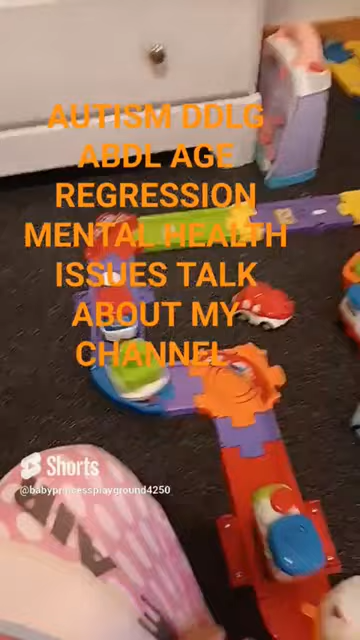 AUTISM DDLG
ABDL AGE
REGRESSION
MENTAL HEALTH
ISSUES TALK
ABOUT MY
CHANNEL
Shorts
@babyprincessplayground4250